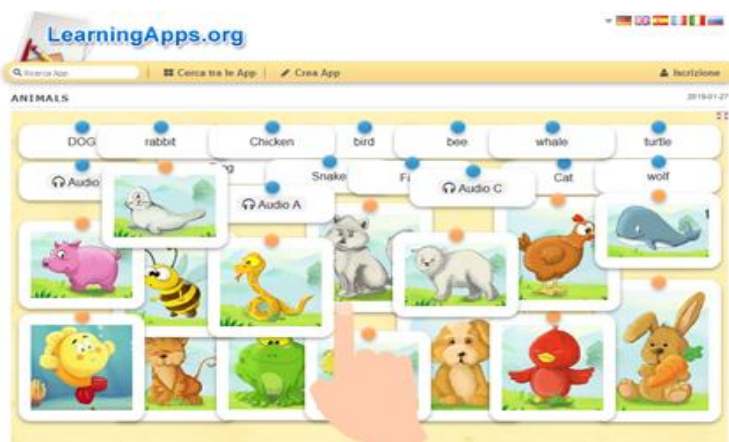 LearningApps.org
Ricerca App
Cerca tra le App
Crea App
Iscrizione
ANIMALS
2019-01-27
DOG
rabbit
Chicken
bird
bee
whale
turtle
Audio
Snake
Audio C
Cat
wolf
Audio A